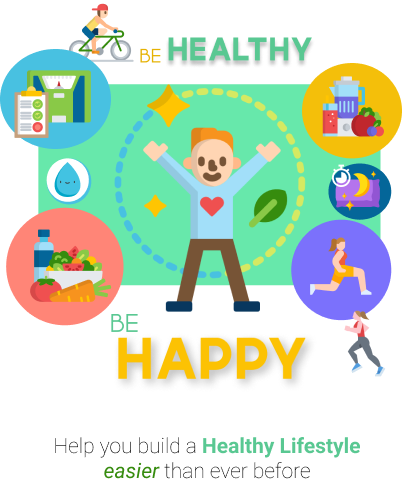 BE HEALTHY
BE
HAPPY
Help you build a Healthy Lifestyle
easier than ever before